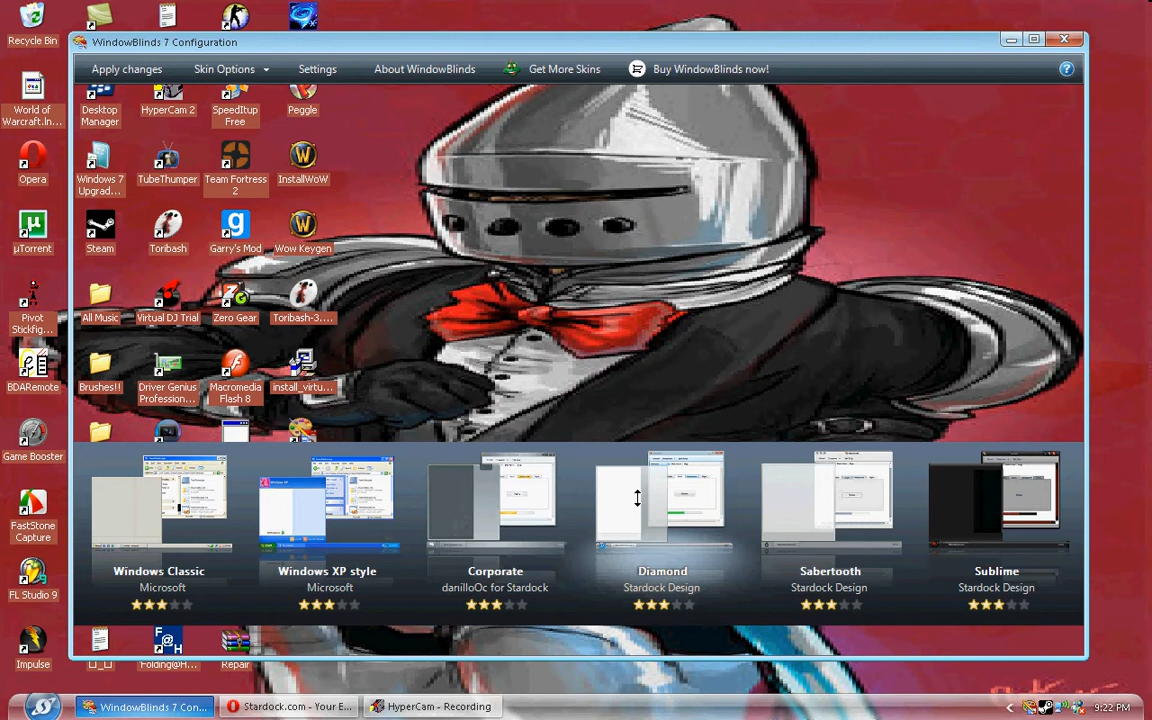 Recycle Bin
WindowBlinds 7 Configuration
Apply changes
Skin Options
Settings
About WindowBlinds
Get More Skins
Buy WindowBlinds now!
?
World of
Warcraft.In...
Desktop
Manager
HyperCam 2
SpeedItup
Free
Peggle
Opera
Windows 7
Upgrad...
TubeThumper
Team Fortress
2
InstallWoW
µTorrent
Steam
Toribash
Garry's Mod
Wow Keygen
Pivot
Stickfig...
All Music
Virtual DJ Trial
Zero Gear
Toribash-3....
BDARemote
Brushes!!
Driver Genius
Profession...
Macromedia
Flash 8
install_virtu...
Game Booster
Windows Classic
Microsoft
Windows XP style
Microsoft
Corporate
danilloOc for Stardock
Diamond
Stardock Design
Sabertooth
Stardock Design
Sublime
Stardock Design
FastStone
Capture
FL Studio 9
Impulse
Folding@H...
Repair
WindowBlinds 7 Con...
Stardock.com - Your E...
HyperCam - Recording
9:22 PM